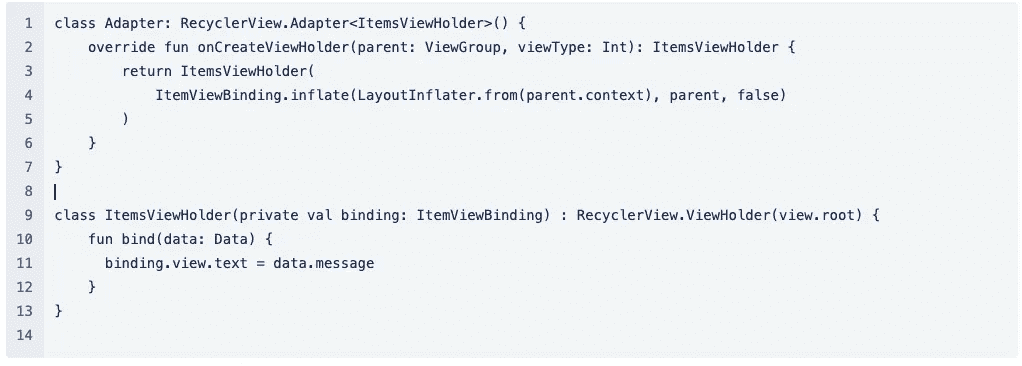 1 class Adapter: RecyclerView.Adapter<ItemsViewHolder>() {
2     override fun onCreateViewHolder(parent: ViewGroup, viewType: Int): ItemsViewHolder {
3         return ItemsViewHolder(
4             ItemViewBinding.inflate(LayoutInflater.from(parent.context), parent, false)
5         )
6     }
7 }
8
9 class ItemsViewHolder(private val binding: ItemViewBinding) : RecyclerView.ViewHolder(view.root) {
10     fun bind(data: Data) {
11       binding.view.text = data.message
12     }
13 }
14